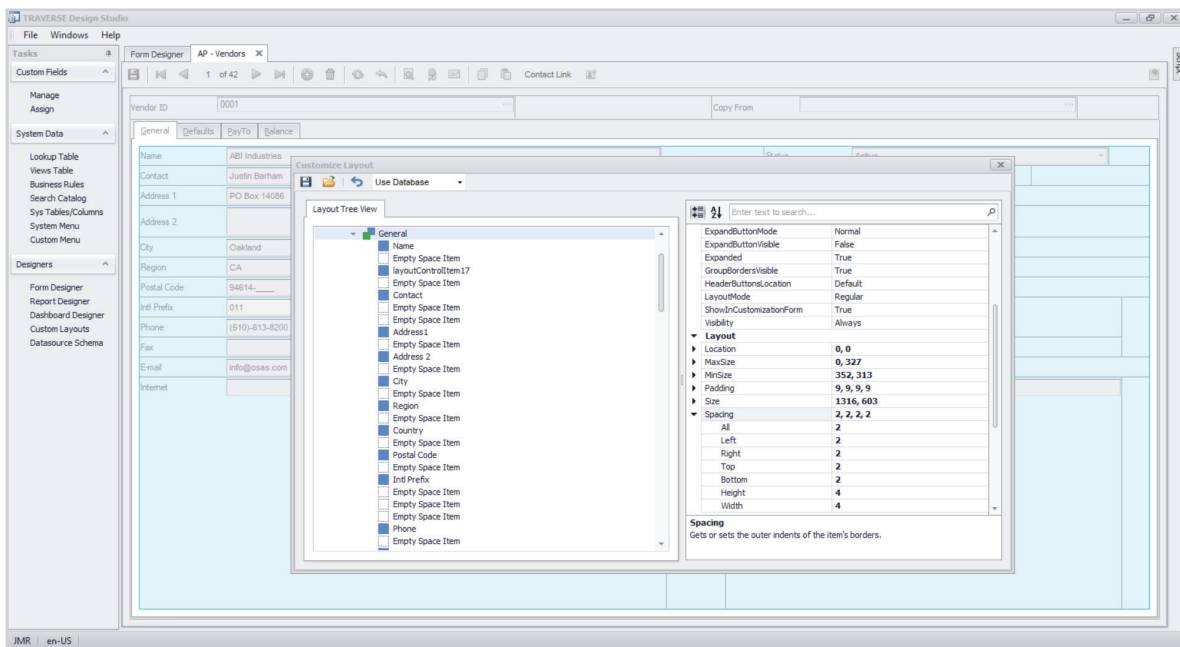 TRAVERSE Design Studio
File Windows Help
Tasks
Custom Fields
Manage
Assign
System Data
Lookup Table
Views Table
Business Rules
Search Catalog
Sys Tables/Columns
System Menu
Custom Menu
Designers
Form Designer
Report Designer
Dashboard Designer
Custom Layouts
Datasource Schema
Form Designer AP - Vendors
1 of 42 Contact Link
Vendor ID 0001 Copy From
General Defaults PayTo Balance
Name ABI Industries Status Active
Contact Justin Barham
Address 1 PO Box 14086
Address 2
City Oakland
Region CA
Postal Code 94614-____
Intl Prefix 011
Phone (510)-613-8200
Fax
E-mail info@osas.com
Internet
Customize Layout
Use Database
Layout Tree View
General
Name
Empty Space Item
layoutControlItem17
Empty Space Item
Contact
Empty Space Item
Empty Space Item
Address1
Empty Space Item
Address 2
Empty Space Item
City
Empty Space Item
Region
Empty Space Item
Country
Empty Space Item
Postal Code
Empty Space Item
Intl Prefix
Empty Space Item
Empty Space Item
Empty Space Item
Phone
Empty Space Item
Enter text to search...
ExpandButtonMode Normal
ExpandButtonVisible False
Expanded True
GroupBordersVisible True
HeaderButtonsLocation Default
LayoutMode Regular
ShowInCustomizationForm True
Visibility Always
Layout
Location 0, 0
MaxSize 0, 327
MinSize 352, 313
Padding 9, 9, 9, 9
Size 1316, 603
Spacing 2, 2, 2, 2
All 2
Left 2
Right 2
Top 2
Bottom 2
Height 4
Width 4
Spacing
Gets or sets the outer indents of the item's borders.
JMR en-US